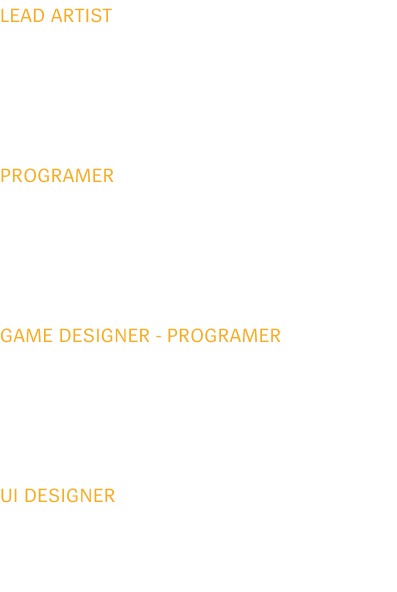 LEAD ARTIST
PROGRAMER
GAME DESIGNER - PROGRAMER
UI DESIGNER